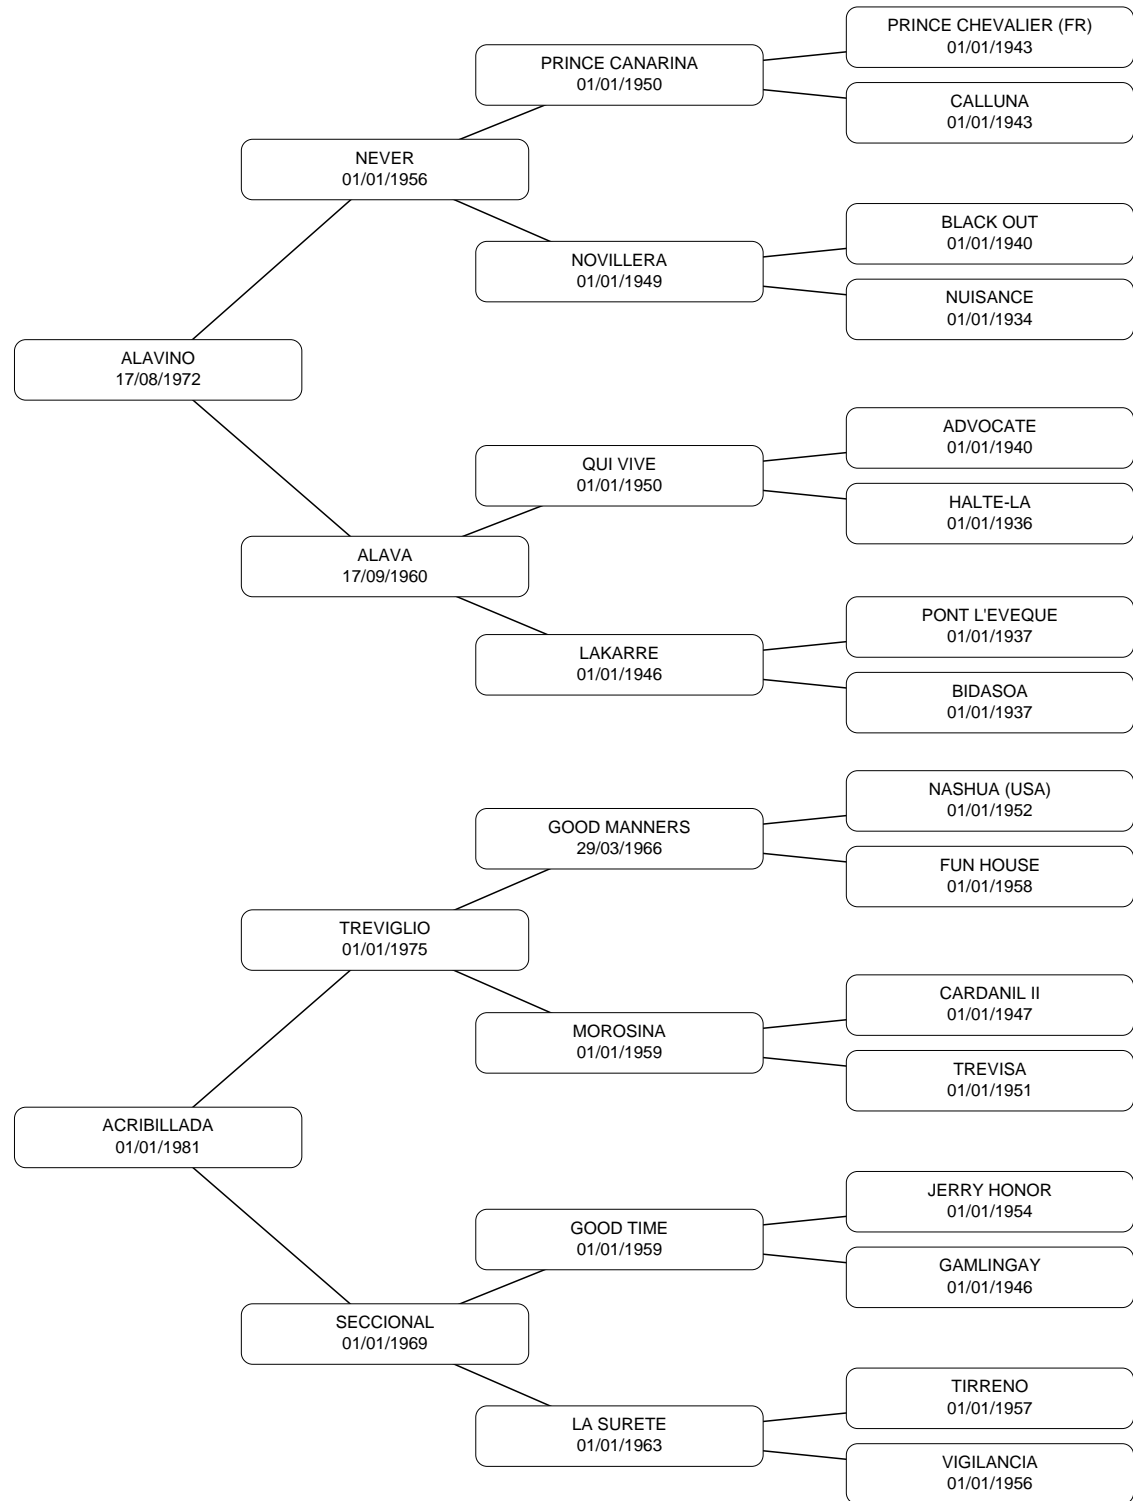 PRINCE CHEVALIER (FR)
01/01/1943
PRINCE CANARINA
01/01/1950
CALLUNA
01/01/1943
NEVER
01/01/1956
BLACK OUT
01/01/1940
NOVILLERA
01/01/1949
NUISANCE
01/01/1934
ALAVINO
17/08/1972
ADVOCATE
01/01/1940
QUI VIVE
01/01/1950
HALTE-LA
01/01/1936
ALAVA
17/09/1960
PONT L'EVEQUE
01/01/1937
LAKARRE
01/01/1946
BIDASOA
01/01/1937
NASHUA (USA)
01/01/1952
GOOD MANNERS
29/03/1966
FUN HOUSE
01/01/1958
TREVIGLIO
01/01/1975
CARDANIL II
01/01/1947
MOROSINA
01/01/1959
TREVISA
01/01/1951
ACRIBILLADA
01/01/1981
JERRY HONOR
01/01/1954
GOOD TIME
01/01/1959
GAMLINGAY
01/01/1946
SECCIONAL
01/01/1969
TIRRENO
01/01/1957
LA SURETE
01/01/1963
VIGILANCIA
01/01/1956